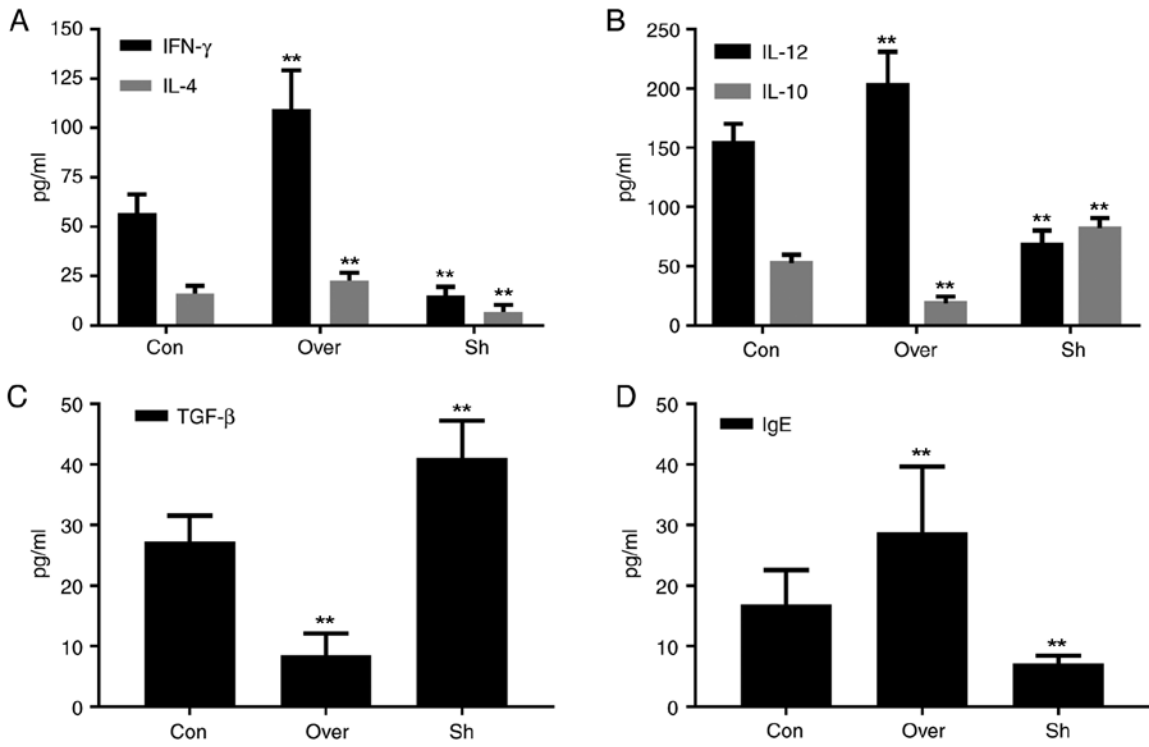 A
150
125
100
75
50
25
0
pg/ml
IFN-γ
IL-4
**
**
**
**
Con
Over
Sh
B
250
200
150
100
50
0
pg/ml
IL-12
IL-10
**
**
**
**
Con
Over
Sh
C
50
40
30
20
10
0
pg/ml
TGF-β
**
**
Con
Over
Sh
D
50
40
30
20
10
0
pg/ml
IgE
**
**
Con
Over
Sh